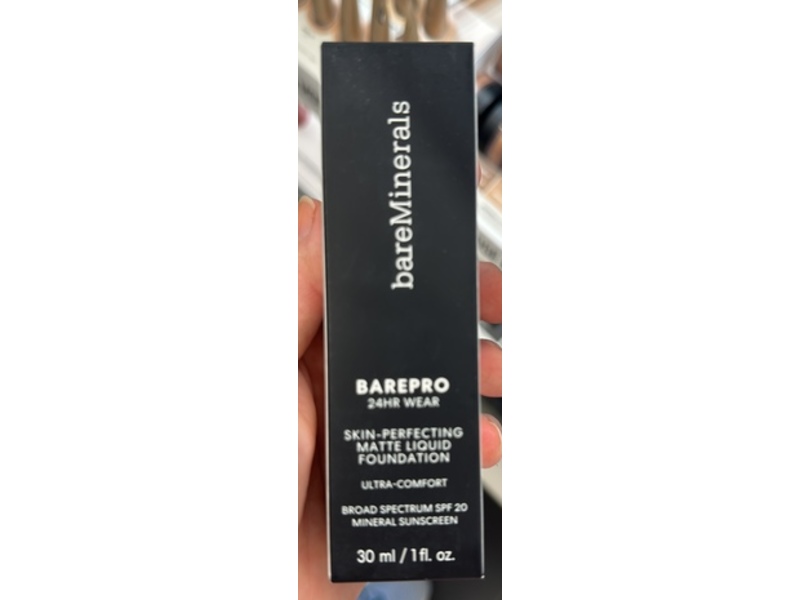 bareMinerals
BAREPRO
24HR WEAR
SKIN-PERFECTING
MATTE LIQUID
FOUNDATION
ULTRA-COMFORT
BROAD SPECTRUM SPF 20
MINERAL SUNSCREEN
30 ml / 1 fl. oz.